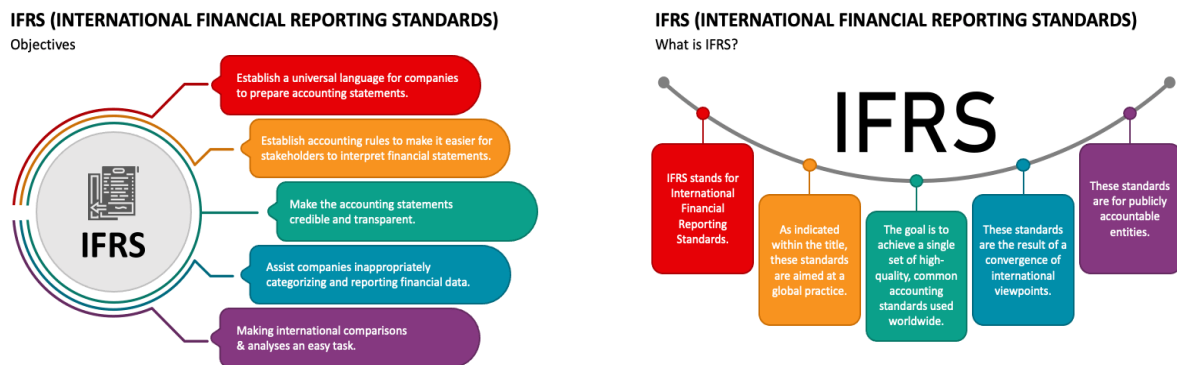 IFRS (INTERNATIONAL FINANCIAL REPORTING STANDARDS)
Objectives
IFRS
Establish a universal language for companies
to prepare accounting statements.
Establish accounting rules to make it easier for
stakeholders to interpret financial statements.
Make the accounting statements
credible and transparent.
Assist companies inappropriately
categorizing and reporting financial data.
Making international comparisons
& analyses an easy task.
IFRS (INTERNATIONAL FINANCIAL REPORTING STANDARDS)
What is IFRS?
IFRS
IFRS stands for
International
Financial
Reporting
Standards.
As indicated
within the title,
these standards
are aimed at a
global practice.
The goal is to
achieve a single
set of high-
quality, common
accounting
standards used
worldwide.
These standards
are the result of a
convergence of
international
viewpoints.
These standards
are for publicly
accountable
entities.